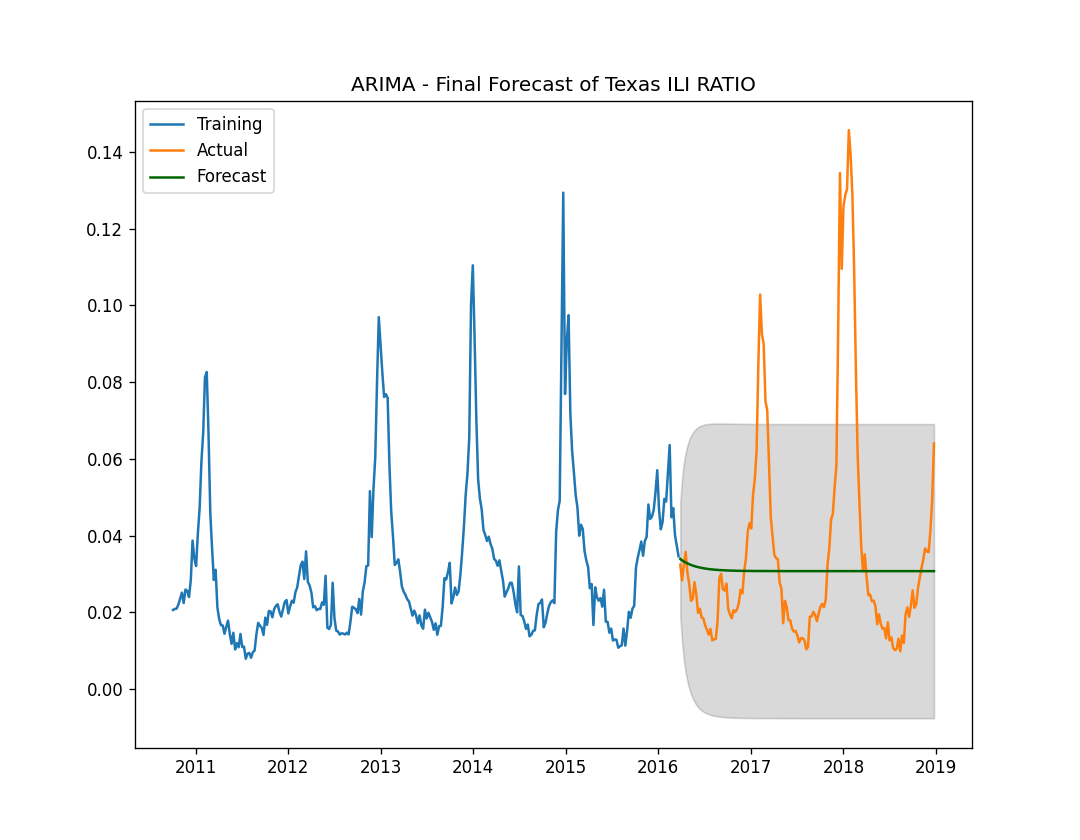 ARIMA - Final Forecast of Texas ILI RATIO
Training
Actual
Forecast
0.14
0.12
0.10
0.08
0.06
0.04
0.02
0.00
2011 2012 2013 2014 2015 2016 2017 2018 2019